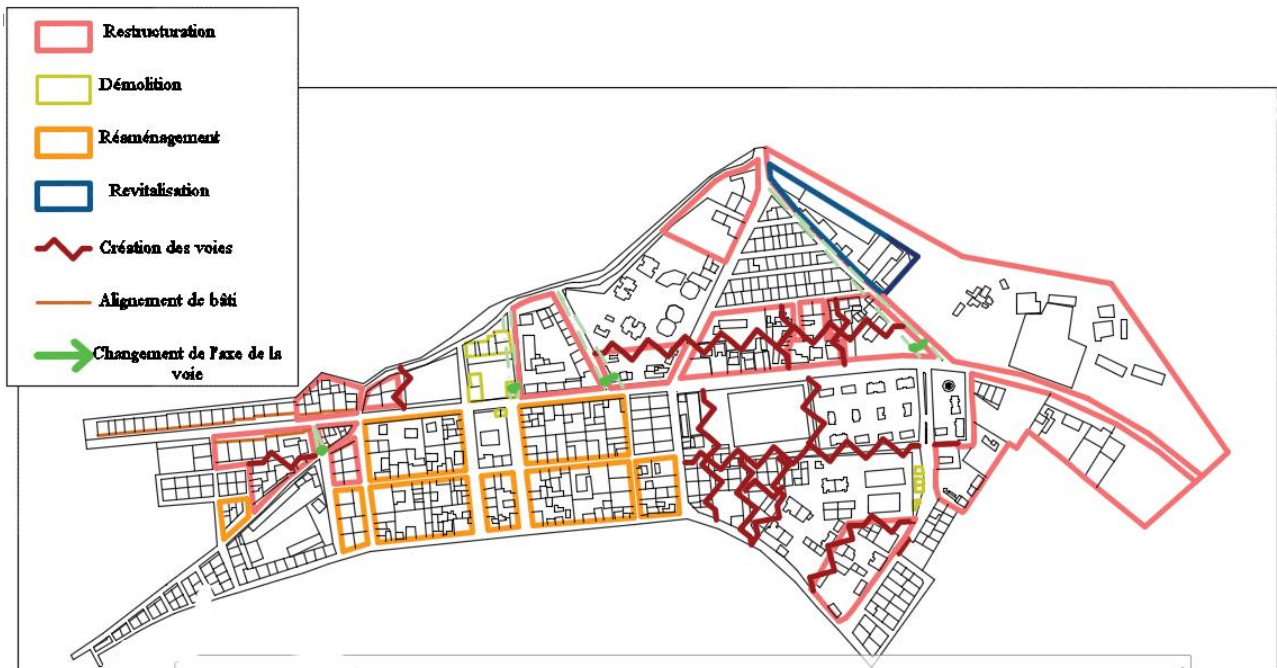 Restructuration
Démolition
Réaménagement
Revitalisation
Création des voies
Alignement de bâti
Changement de l'axe de la
voie